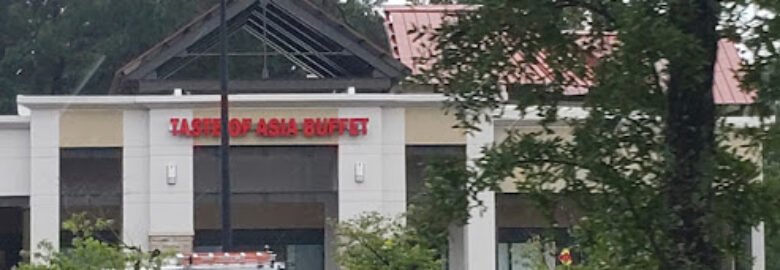 TASTE OF ASIA BUFFET